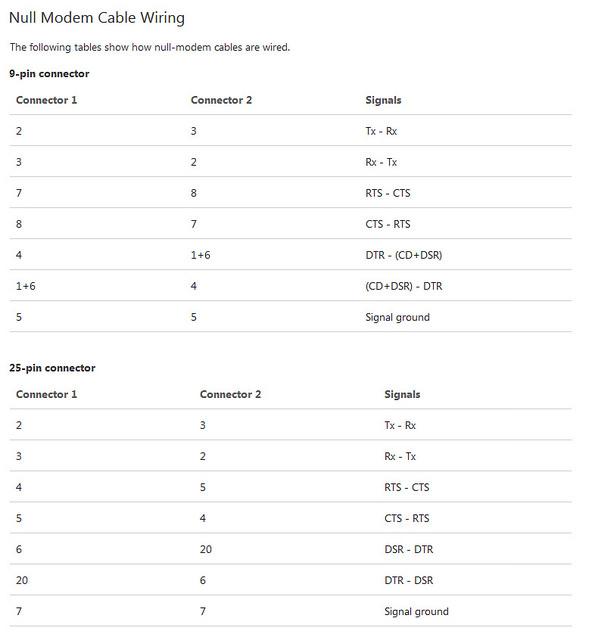 Null Modem Cable Wiring
The following tables show how null-modem cables are wired.
9-pin connector
Connector 1 Connector 2 Signals
2 3 Tx - Rx
3 2 Rx - Tx
7 8 RTS - CTS
8 7 CTS - RTS
4 1+6 DTR - (CD+DSR)
1+6 4 (CD+DSR) - DTR
5 5 Signal ground
25-pin connector
Connector 1 Connector 2 Signals
2 3 Tx - Rx
3 2 Rx - Tx
4 5 RTS - CTS
5 4 CTS - RTS
6 20 DSR - DTR
20 6 DTR - DSR
7 7 Signal ground